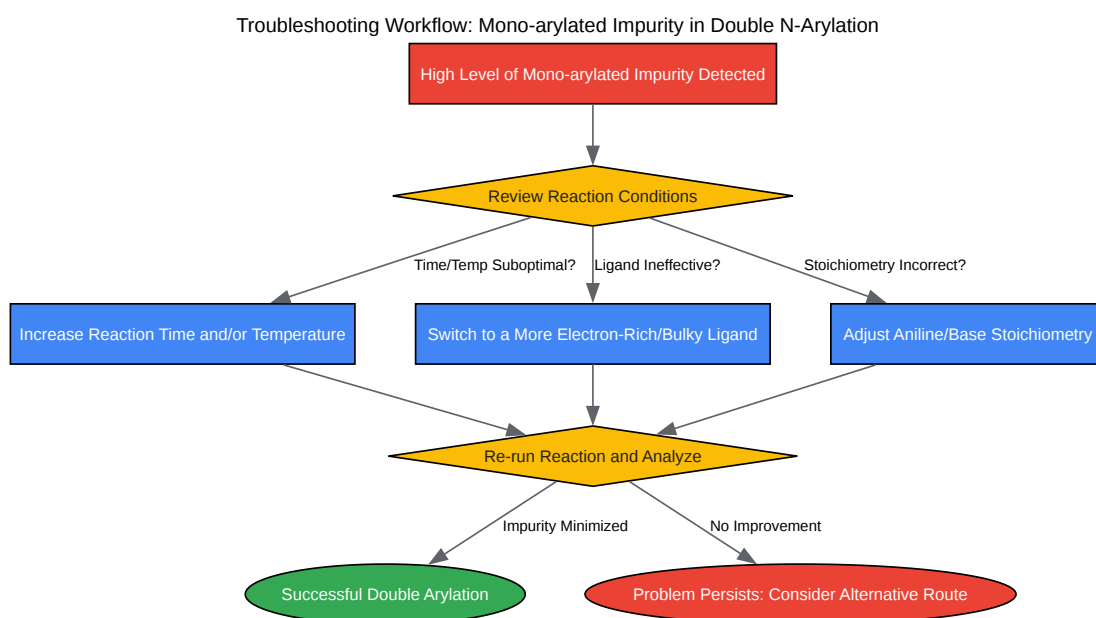 Troubleshooting Workflow: Mono-arylated Impurity in Double N-Arylation
High Level of Mono-arylated Impurity Detected
Review Reaction Conditions
Time/Temp Suboptimal?
Ligand Ineffective?
Stoichiometry Incorrect?
Increase Reaction Time and/or Temperature
Switch to a More Electron-Rich/Bulky Ligand
Adjust Aniline/Base Stoichiometry
Re-run Reaction and Analyze
Impurity Minimized
No Improvement
Successful Double Arylation
Problem Persists: Consider Alternative Route